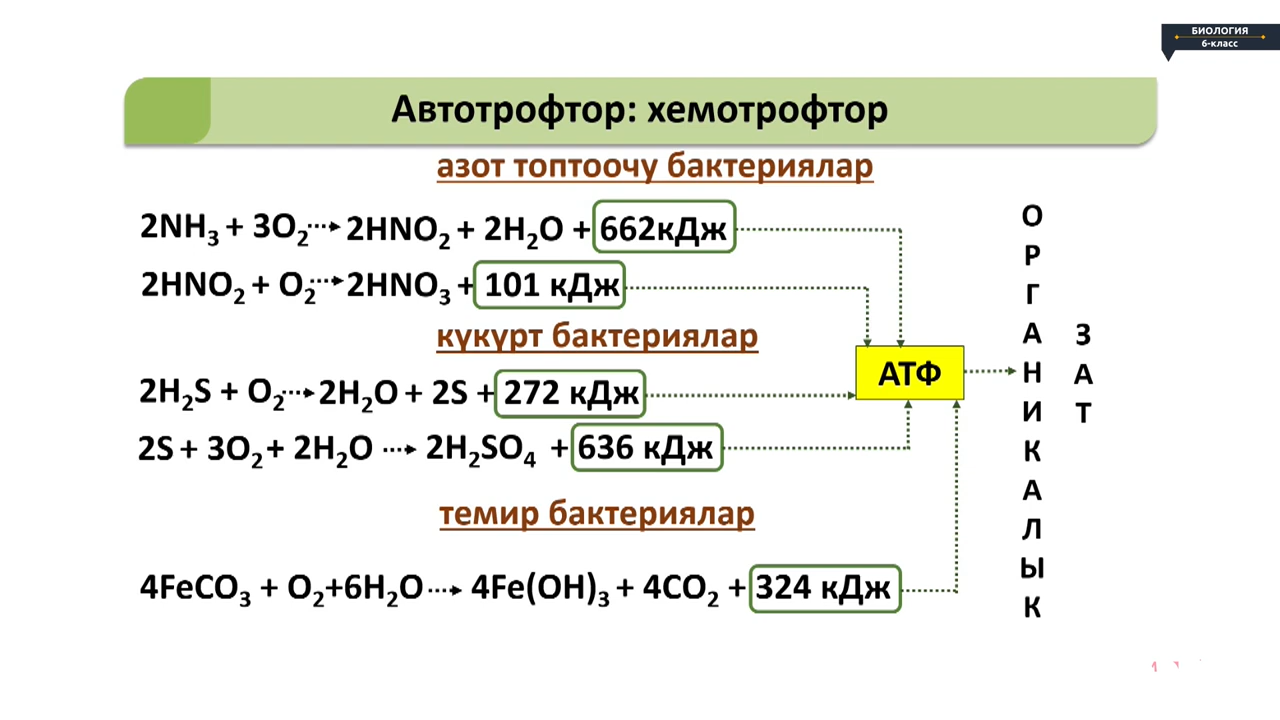 БИОЛОГИЯ
6-класс
Автотрофтор: хемотрофтор
азот топтоочу бактериялар
2NH₃ + 3O₂ ⇢ 2HNO₂ + 2H₂O + 662кДж
2HNO₂ + O₂ ⇢ 2HNO₃ + 101 кДж
күкүрт бактериялар
2H₂S + O₂ ⇢ 2H₂O + 2S + 272 кДж
2S + 3O₂ + 2H₂O ⇢ 2H₂SO₄ + 636 кДж
темир бактериялар
4FeCO₃ + O₂+6H₂O ⇢ 4Fe(OH)₃ + 4CO₂ + 324 кДж
АТФ
ОРГАНИКАЛЫК
ЗАТ